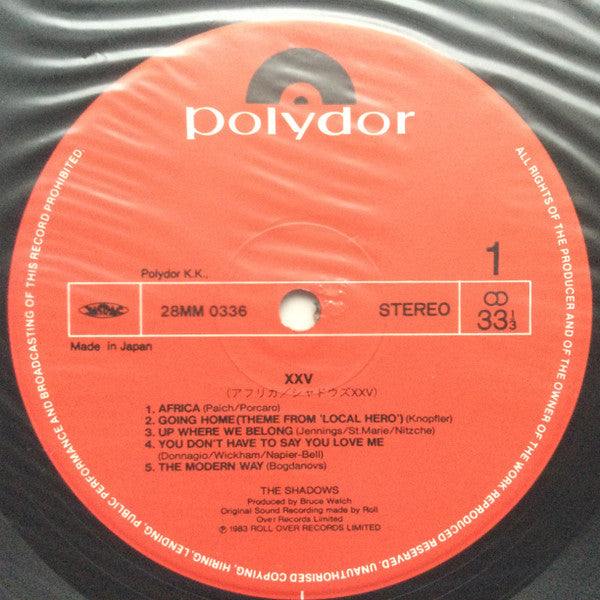 polydor
ALL RIGHTS OF THE PRODUCER AND OF THE OWNER OF THE WORK REPRODUCED RESERVED. UNAUTHORISED COPYING, HIRING, LENDING, PUBLIC PERFORMANCE AND BROADCASTING OF THIS RECORD PROHIBITED.
1
Polydor K.K.,
28MM 0336
STEREO
33 1/3
Made in Japan
XXV
(アフリカ/シャドウズXXV)
1. AFRICA (Paich/Porcaro)
2. GOING HOME (THEME FROM 'LOCAL HERO') (Knopfler)
3. UP WHERE WE BELONG (Jennings/St.Marie/Nitzche)
4. YOU DON'T HAVE TO SAY YOU LOVE ME
(Donnagio/Wickham/Napier-Bell)
5. THE MODERN WAY (Bogdanovs)
THE SHADOWS
Produced by Bruce Welch
Original Sound Recording made by Roll
Over Records Limited
℗ 1983 ROLL OVER RECORDS LIMITED